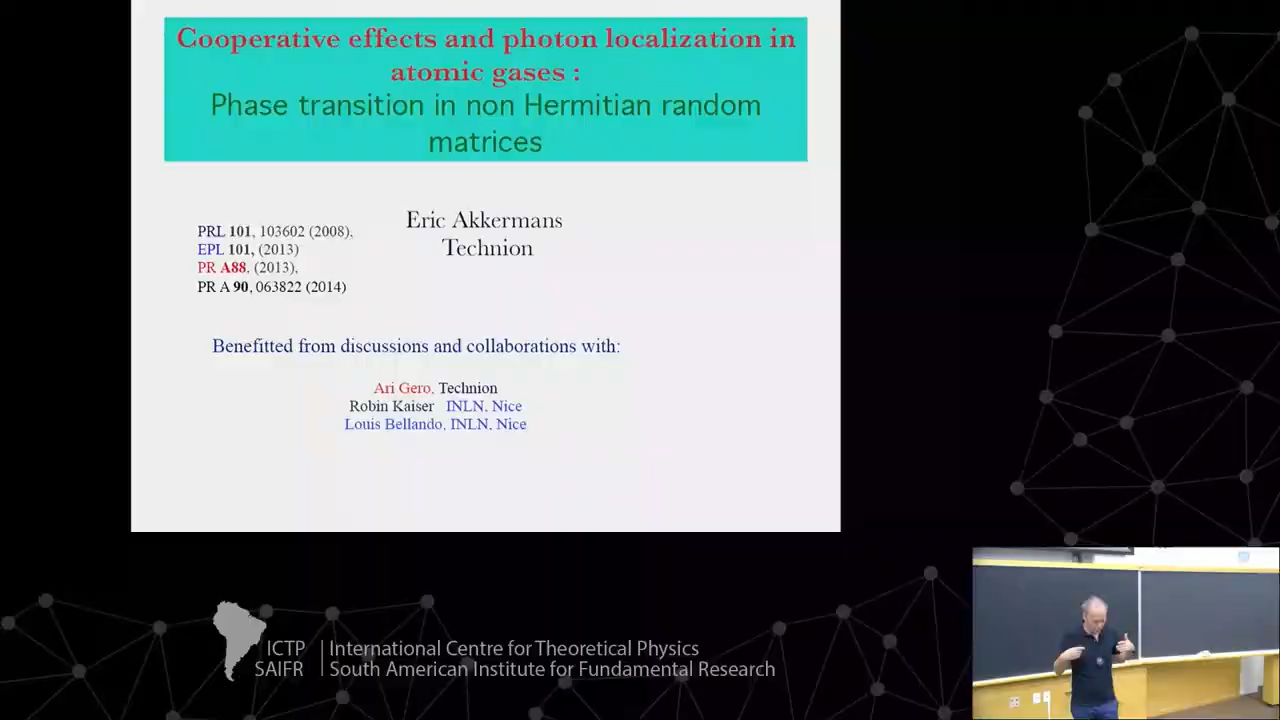 Cooperative effects and photon localization in
atomic gases :
Phase transition in non Hermitian random
matrices
Eric Akkermans
Technion
PRL 101, 103602 (2008),
EPL 101, (2013)
PR A88, (2013),
PR A 90, 063822 (2014)
Benefitted from discussions and collaborations with:
Ari Gero, Technion
Robin Kaiser INLN, Nice
Louis Bellando, INLN, Nice
ICTP | International Centre for Theoretical Physics
SAIFR | South American Institute for Fundamental Research